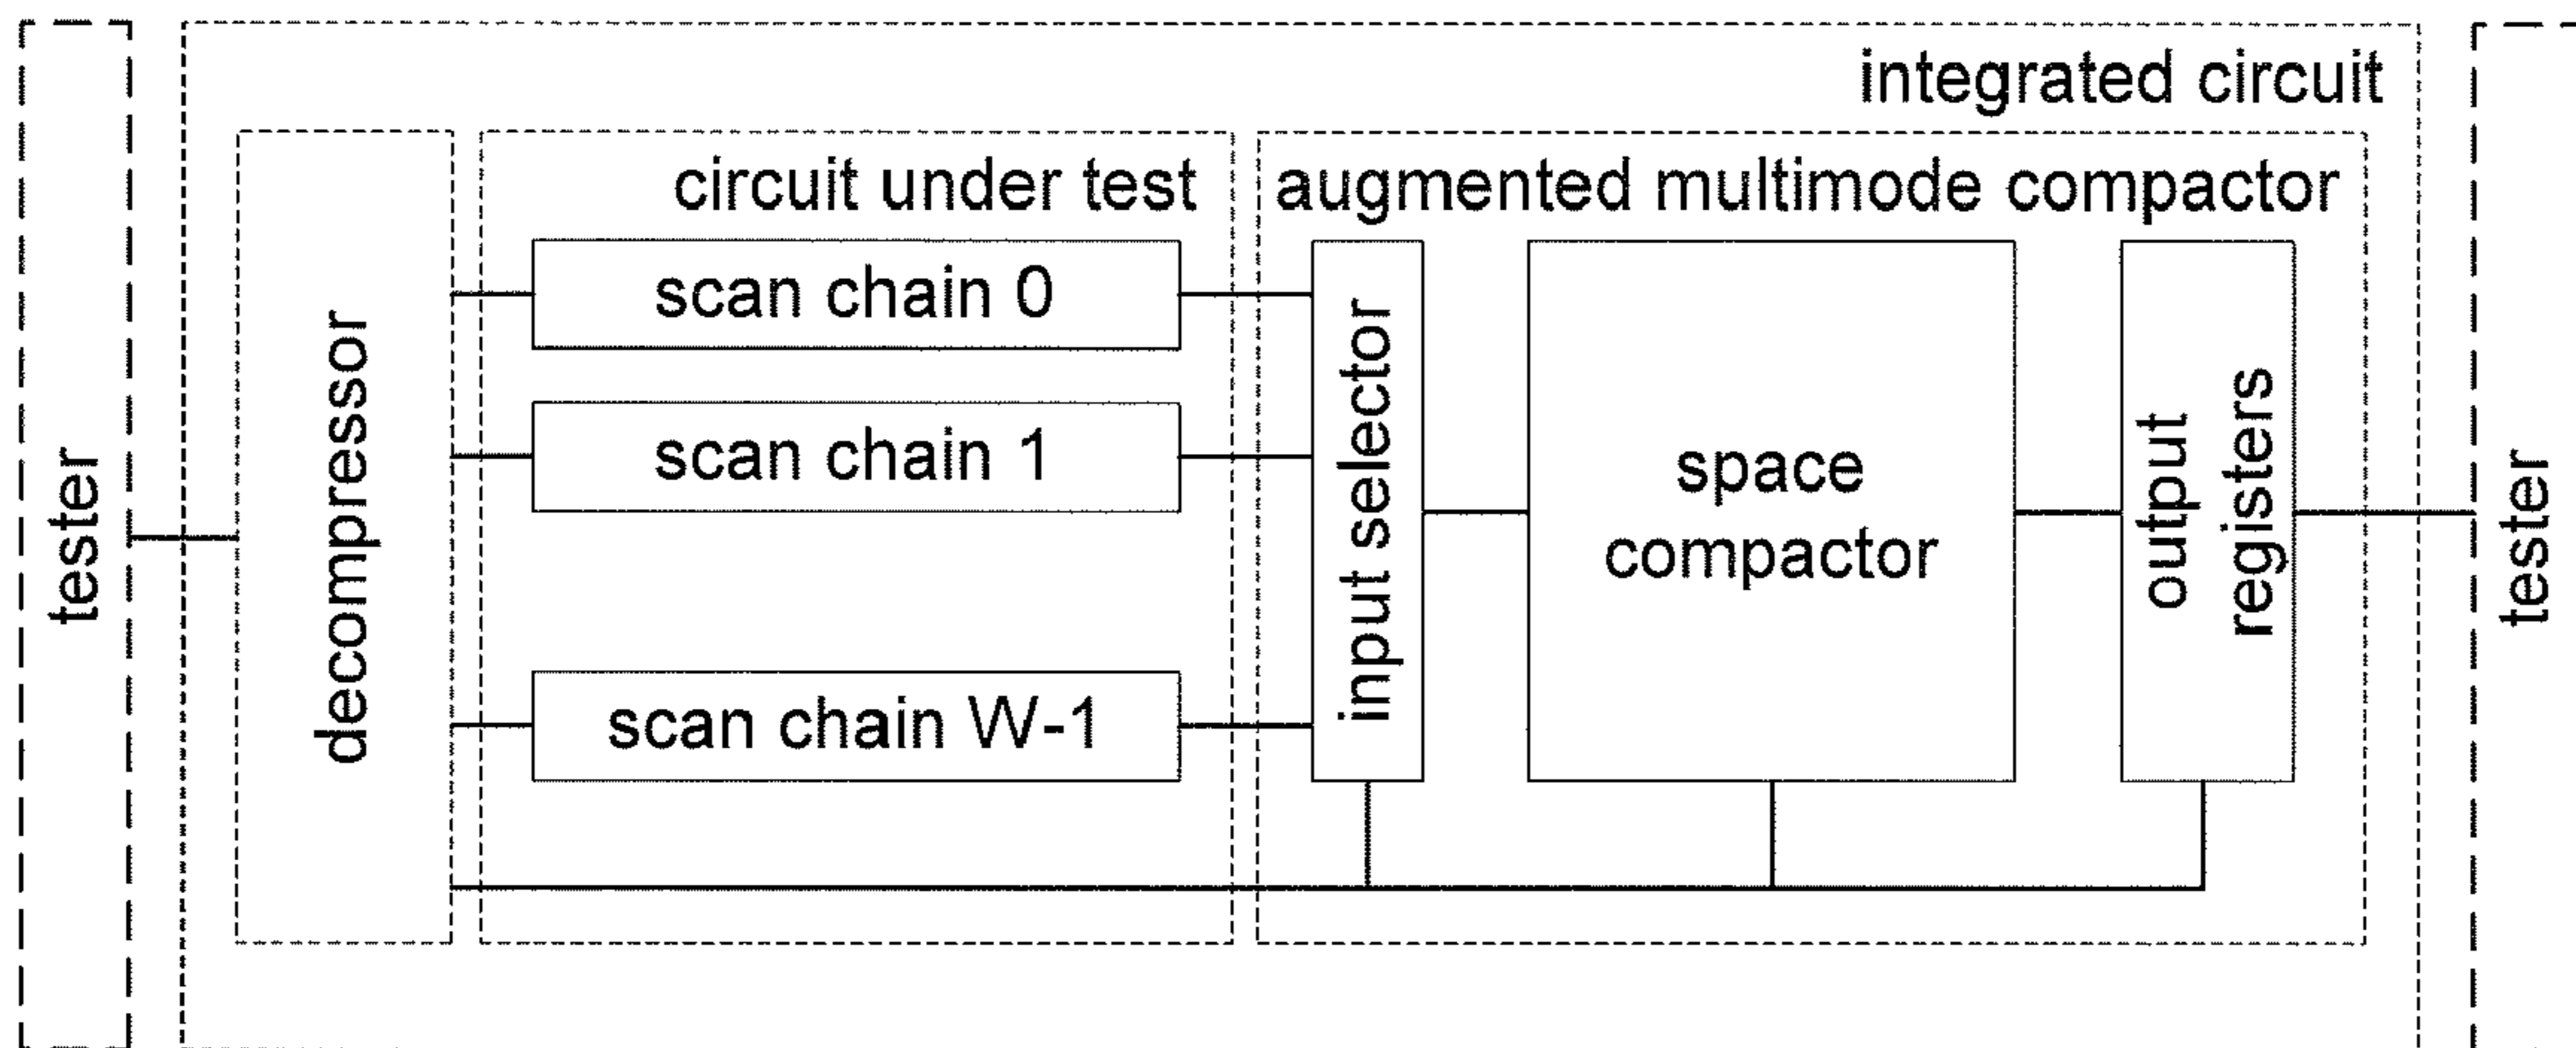 integrated circuit
circuit under test
augmented multimode compactor
tester
decompressor
scan chain 0
scan chain 1
scan chain W-1
input selector
space
compactor
output
registers
tester